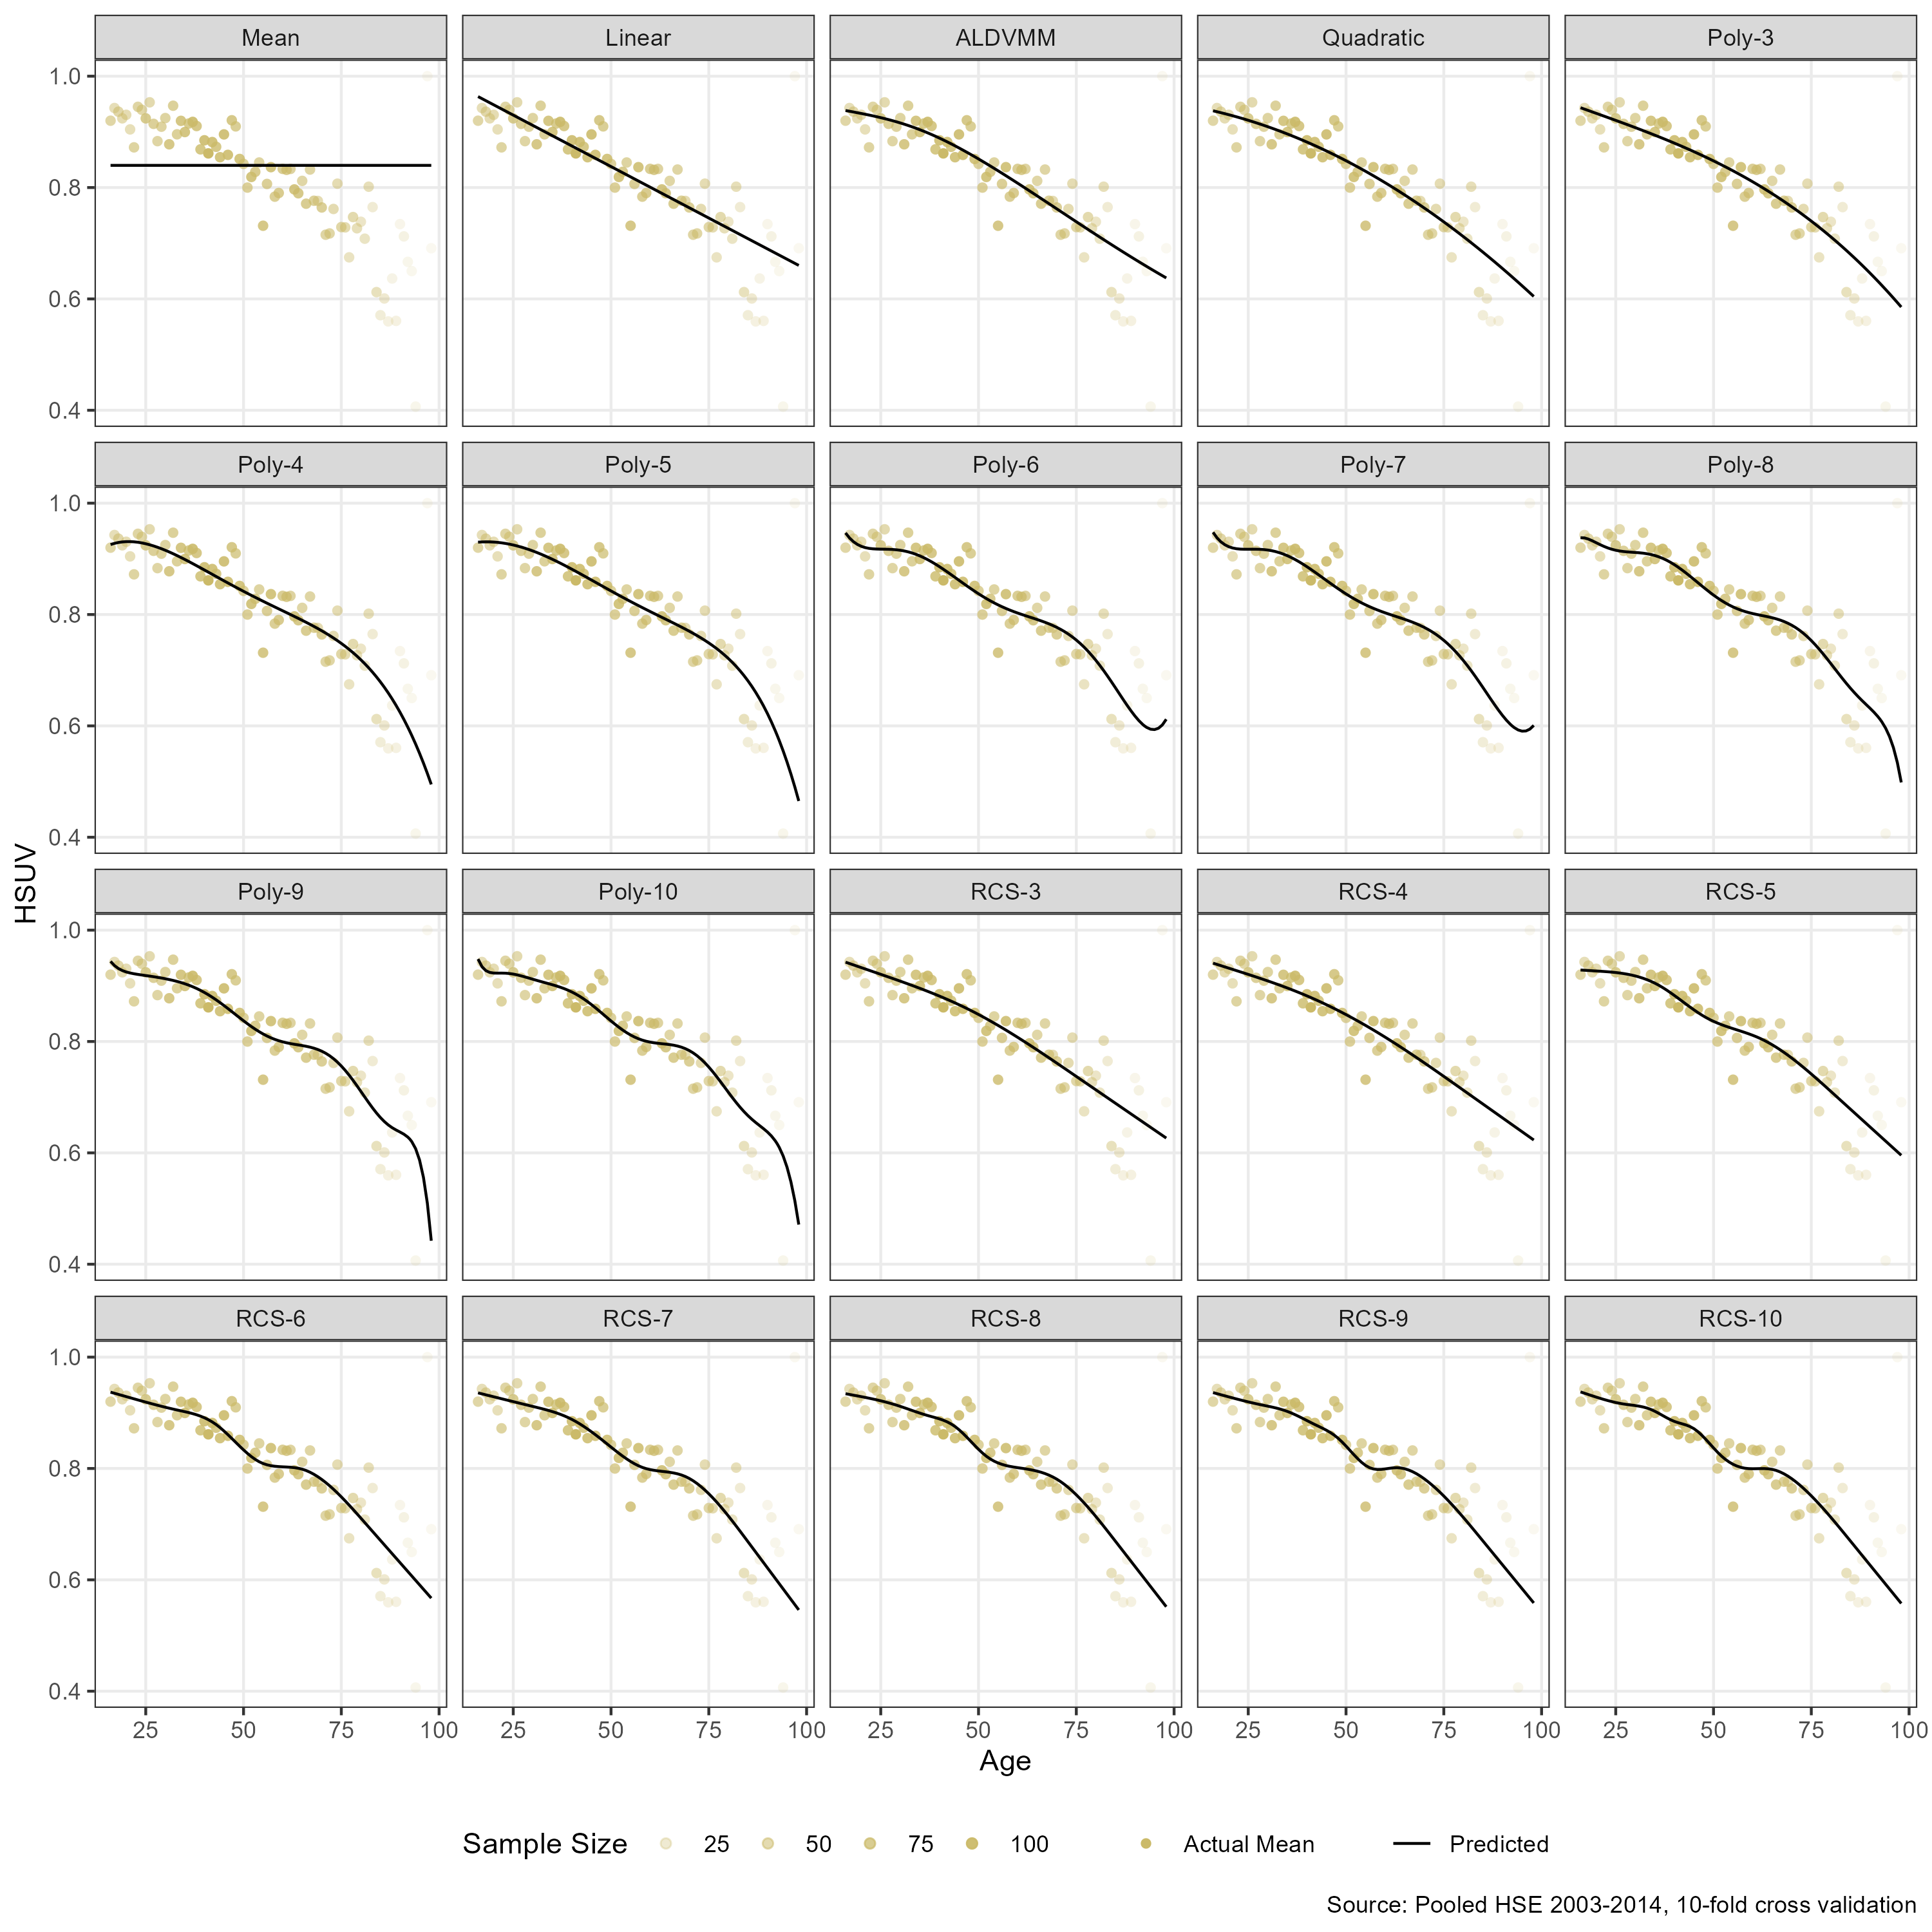 Mean Linear ALDVMM Quadratic Poly-3
1.0
0.8
0.6
0.4
Poly-4 Poly-5 Poly-6 Poly-7 Poly-8
1.0
0.8
0.6
0.4
HSUV
Poly-9 Poly-10 RCS-3 RCS-4 RCS-5
1.0
0.8
0.6
0.4
RCS-6 RCS-7 RCS-8 RCS-9 RCS-10
1.0
0.8
0.6
0.4
25 50 75 100 25 50 75 100 25 50 75 100 25 50 75 100 25 50 75 100
Age
Sample Size 25 50 75 100 Actual Mean Predicted
Source: Pooled HSE 2003-2014, 10-fold cross validation